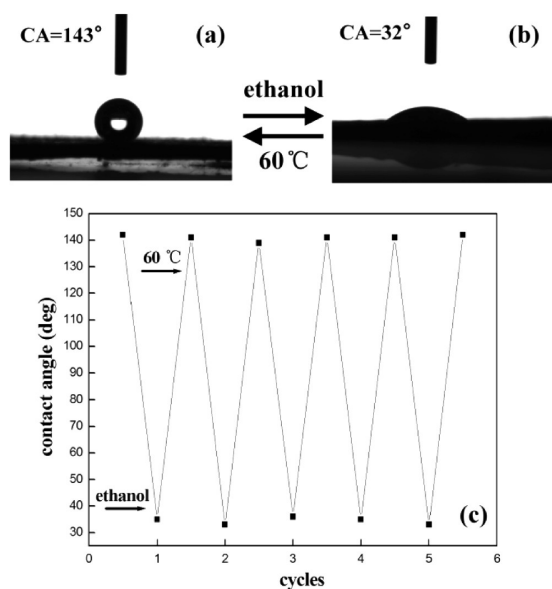 CA=143° (a)
CA=32° (b)
ethanol
60 ℃
150
140
130
120
110
100
90
80
70
60
50
40
30
contact angle (deg)
60 ℃
ethanol
(c)
0 1 2 3 4 5 6
cycles